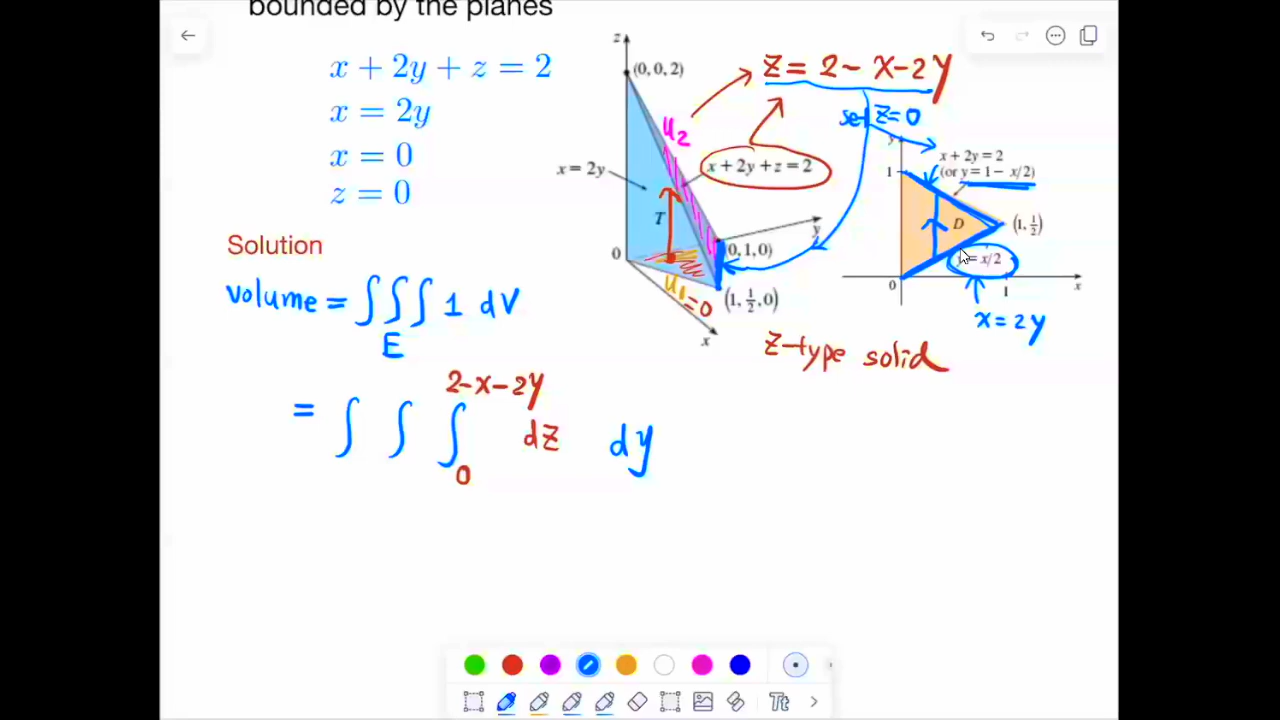 bounded by the planes
x + 2y + z = 2
x = 2y
x = 0
z = 0
Solution
volume = ∫∫∫ 1 dV
E
= ∫ ∫ ∫ dz dy
2-x-2y
0
z
(0, 0, 2)
u2
z = 2 - x - 2y
set z = 0
x + 2y + z = 2
x = 2y
T
0
(0, 1, 0)
y
u1 = 0
(1, 1/2, 0)
x
y
x + 2y = 2
(or y = 1 − x/2)
1
D
(1, 1/2)
y = x/2
0
1
x
x = 2y
z-type solid
Tt